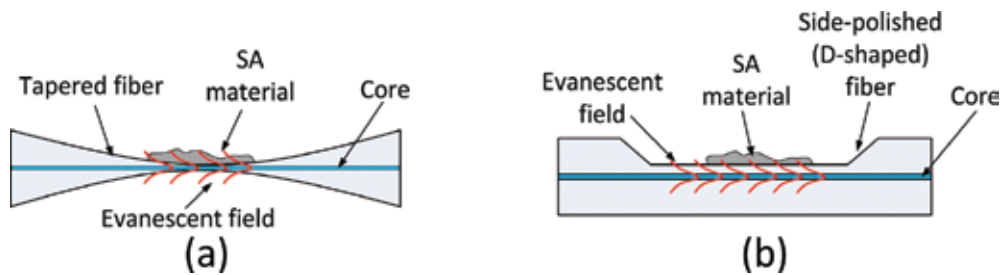 Tapered fiber
SA
material
Core
Evanescent field
(a)
Evanescent
field
SA
material
Side-polished
(D-shaped)
fiber
Core
(b)